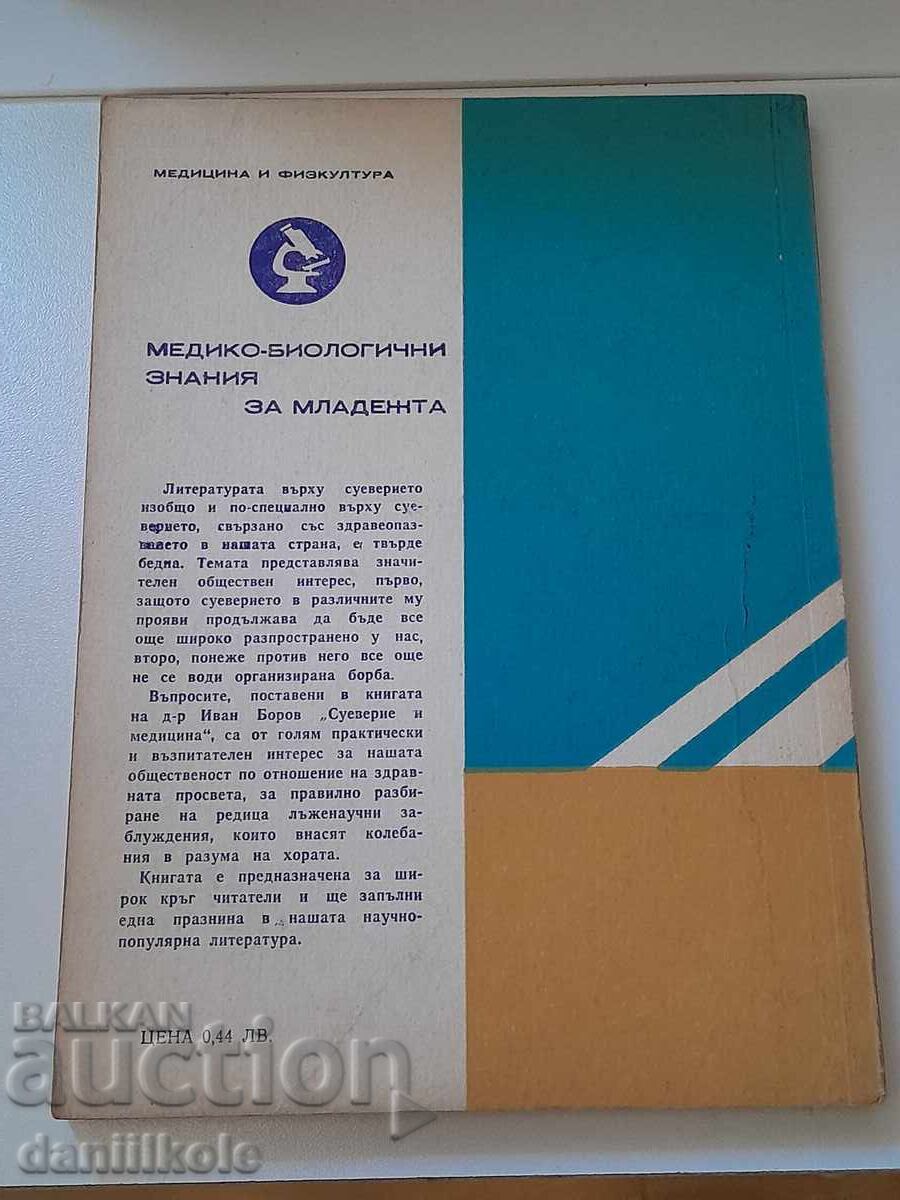 МЕДИЦИНА И ФИЗКУЛТУРА
МЕДИКО-БИОЛОГИЧНИ
ЗНАНИЯ
ЗА МЛАДЕЖТА
Литературата върху суеверието
изобщо и по-специално върху суе-
верието, свързано със здравеопаз-
ването в нашата страна, е твърде
бедна. Темата представлява значи-
телен обществен интерес, първо,
защото суеверието в различните му
прояви продължава да бъде все
още широко разпространено у нас,
второ, понеже против него все още
не се води организирана борба.
Въпросите, поставени в книгата
на д-р Иван Боров „Суеверие и
медицина“, са от голям практически
и възпитателен интерес за нашата
общественост по отношение на здрав-
ната просвета, за правилно разби-
ране на редица лъженаучни за-
блуждения, които внасят колеба-
ния в разума на хората.
Книгата е предназначена за ши-
рок кръг читатели и ще запълни
една празнина в нашата научно-
популярна литература.
ЦЕНА 0,44 ЛВ.
BALKAN
auction
daniiilkole